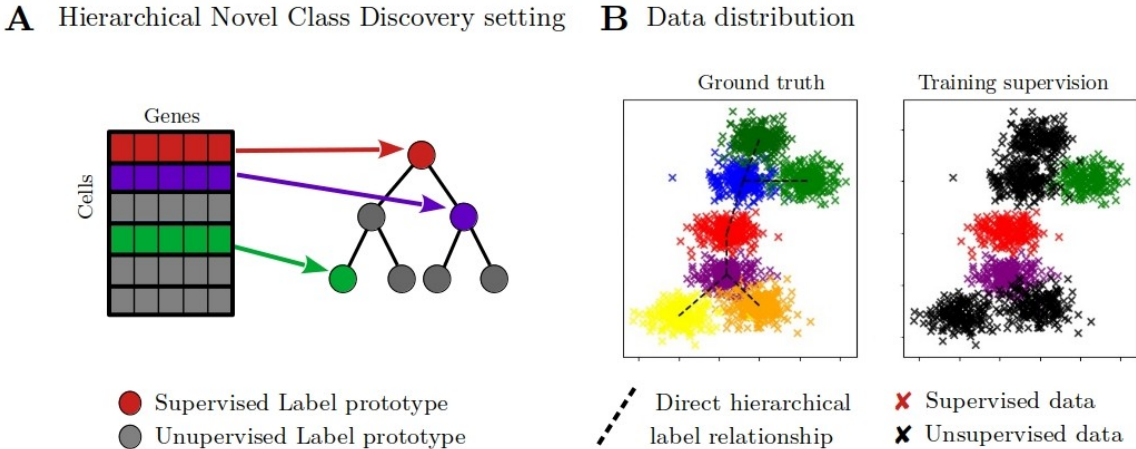 A Hierarchical Novel Class Discovery setting
B Data distribution
Genes
Cells
Supervised Label prototype
Unupervised Label prototype
Ground truth
Training supervision
Direct hierarchical
label relationship
Supervised data
Unsupervised data